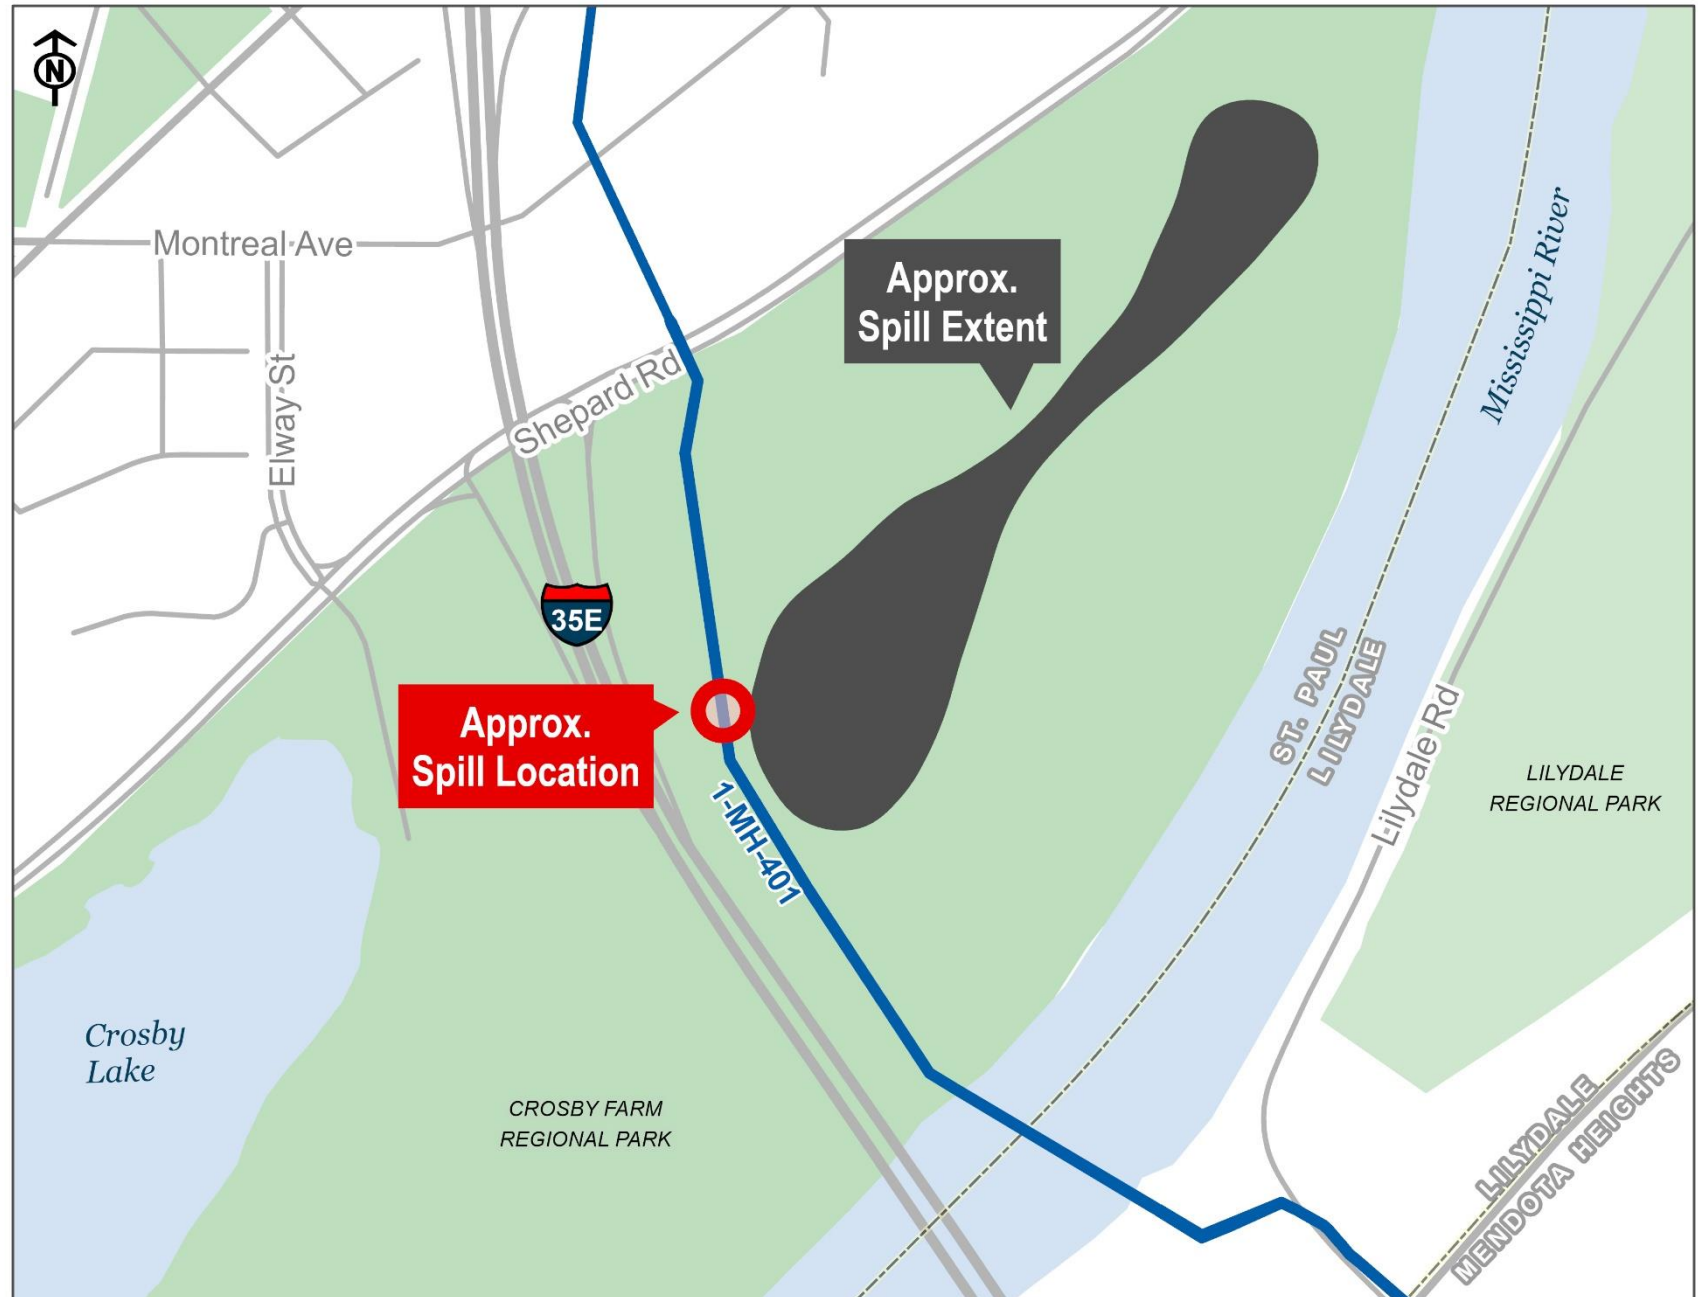 N
Montreal Ave
Elway St
Shepard Rd
Approx.
Spill Extent
Mississippi River
35E
Approx.
Spill Location
1-MH-401
ST. PAUL
LILYDALE
Lilydale Rd
LILYDALE
REGIONAL PARK
Crosby
Lake
CROSBY FARM
REGIONAL PARK
LILYDALE
MENDOTA HEIGHTS